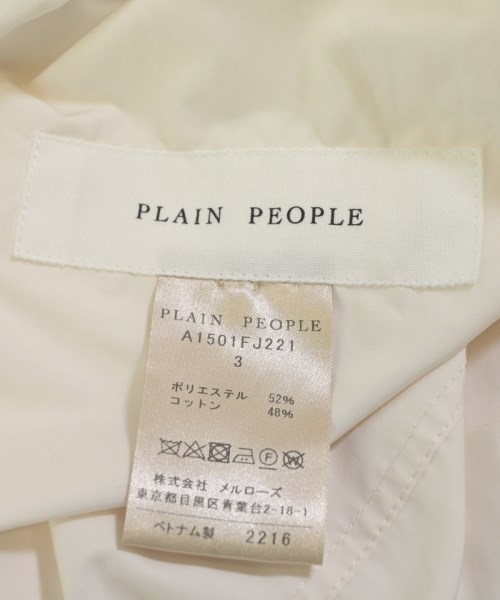 PLAIN PEOPLE
PLAIN PEOPLE
A1501FJ221
3
ポリエステル 52%
コットン 48%
株式会社 メルローズ
東京都目黒区青葉台2-18-1
ベトナム製 2216